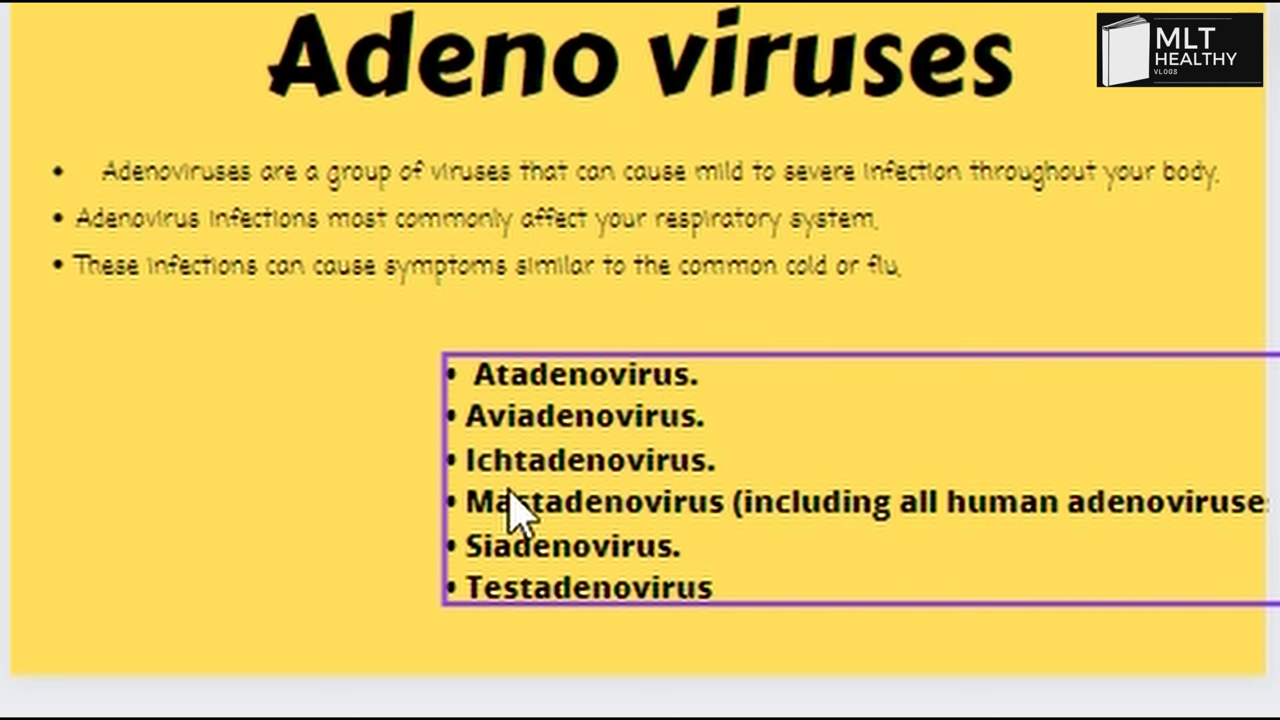 Adeno viruses
MLT
HEALTHY
VLOGS
• Adenoviruses are a group of viruses that can cause mild to severe infection throughout your body.
• Adenovirus infections most commonly affect your respiratory system.
• These infections can cause symptoms similar to the common cold or flu.
• Atadenovirus.
• Aviadenovirus.
• Ichtadenovirus.
• Mastadenovirus (including all human adenoviruses
• Siadenovirus.
• Testadenovirus